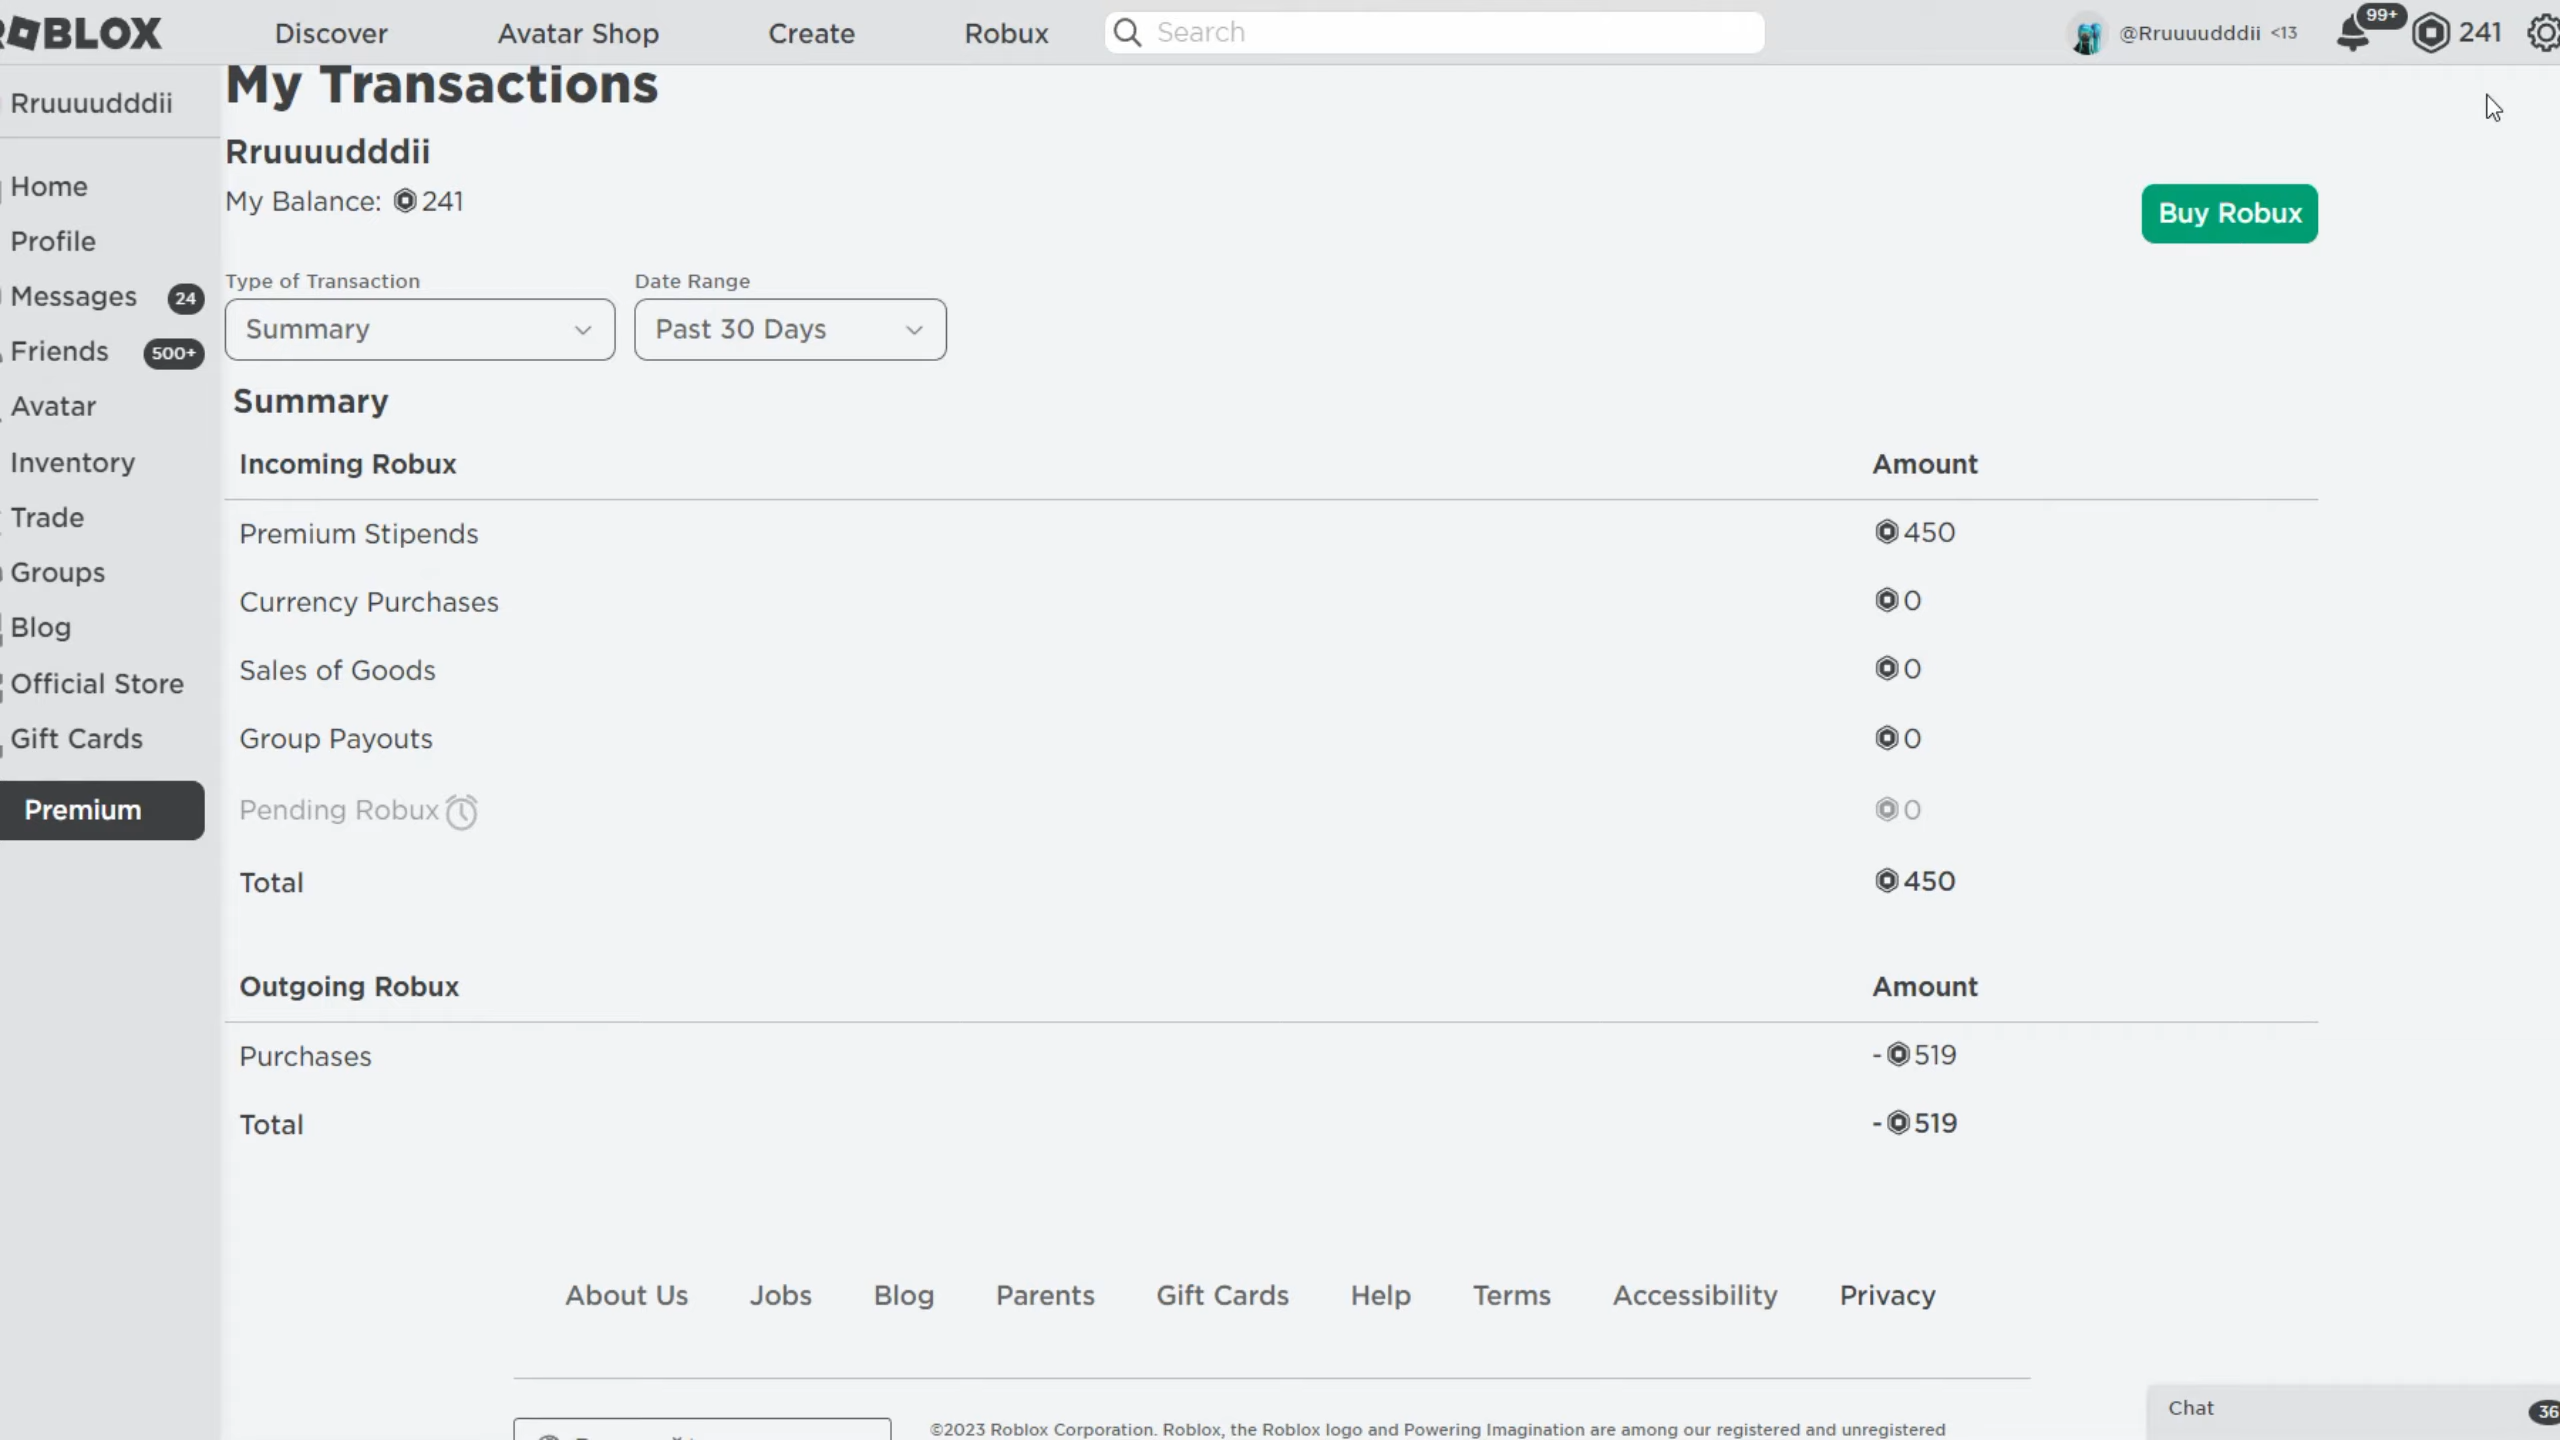 ROBLOX
Discover
Avatar Shop
Create
Robux
Search
@Rruuuudddii <13
99+
241
Rruuuudddii
Home
Profile
Messages 24
Friends 500+
Avatar
Inventory
Trade
Groups
Blog
Official Store
Gift Cards
Premium
My Transactions
Rruuuudddii
My Balance: 241
Buy Robux
Type of Transaction
Summary
Date Range
Past 30 Days
Summary
Incoming Robux Amount
Premium Stipends 450
Currency Purchases 0
Sales of Goods 0
Group Payouts 0
Pending Robux 0
Total 450
Outgoing Robux Amount
Purchases -519
Total -519
About Us Jobs Blog Parents Gift Cards Help Terms Accessibility Privacy
©2023 Roblox Corporation. Roblox, the Roblox logo and Powering Imagination are among our registered and unregistered
Chat 36